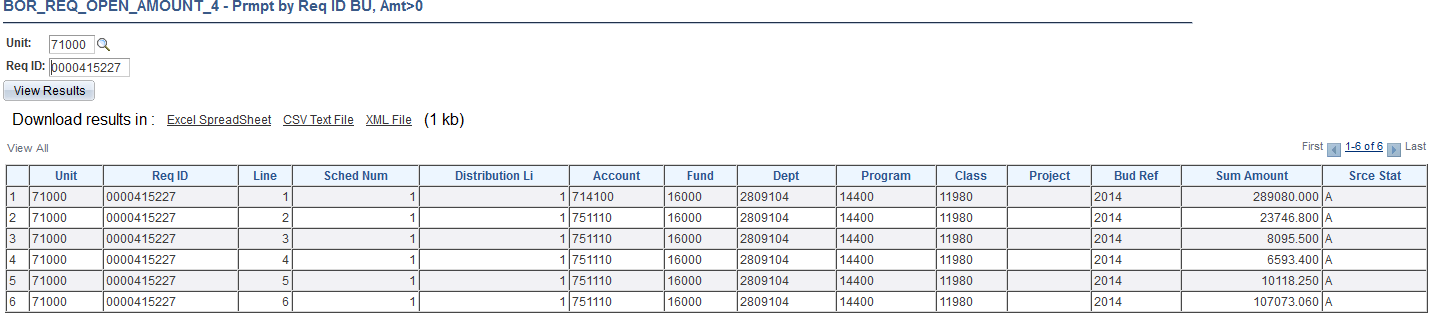 BOR_REQ_OPEN_AMOUNT_4 - Prmpt by Req ID BU, Amt>0
Unit: 71000
Req ID: 0000415227
View Results
Download results in : Excel SpreadSheet CSV Text File XML File (1 kb)
View All First 1-6 of 6 Last
Unit Req ID Line Sched Num Distribution Li Account Fund Dept Program Class Project Bud Ref Sum Amount Srce Stat
1 71000 0000415227 1 1 1 714100 16000 2809104 14400 11980 2014 289080.000 A
2 71000 0000415227 2 1 1 751110 16000 2809104 14400 11980 2014 23746.800 A
3 71000 0000415227 3 1 1 751110 16000 2809104 14400 11980 2014 8095.500 A
4 71000 0000415227 4 1 1 751110 16000 2809104 14400 11980 2014 6593.400 A
5 71000 0000415227 5 1 1 751110 16000 2809104 14400 11980 2014 10118.250 A
6 71000 0000415227 6 1 1 751110 16000 2809104 14400 11980 2014 107073.060 A